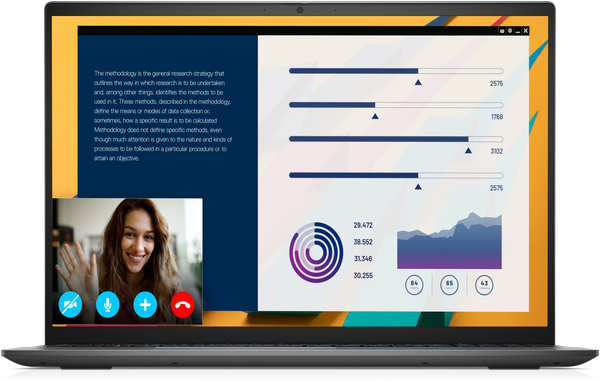 The methodology is the general research strategy that
outlines the way in which research is to be undertaken
and, among other things, identifies the methods to be
used in it. These methods, described in the methodology,
define the means or modes of data collection or,
sometimes, how a specific result is to be calculated
Methodology does not define specific methods, even
though much attention is given to the nature and kinds of
processes to be followed in a particular procedure or to
attain an objective.
2575
1768
3102
2575
29.472
38.552
31.346
30.255
84
65
43